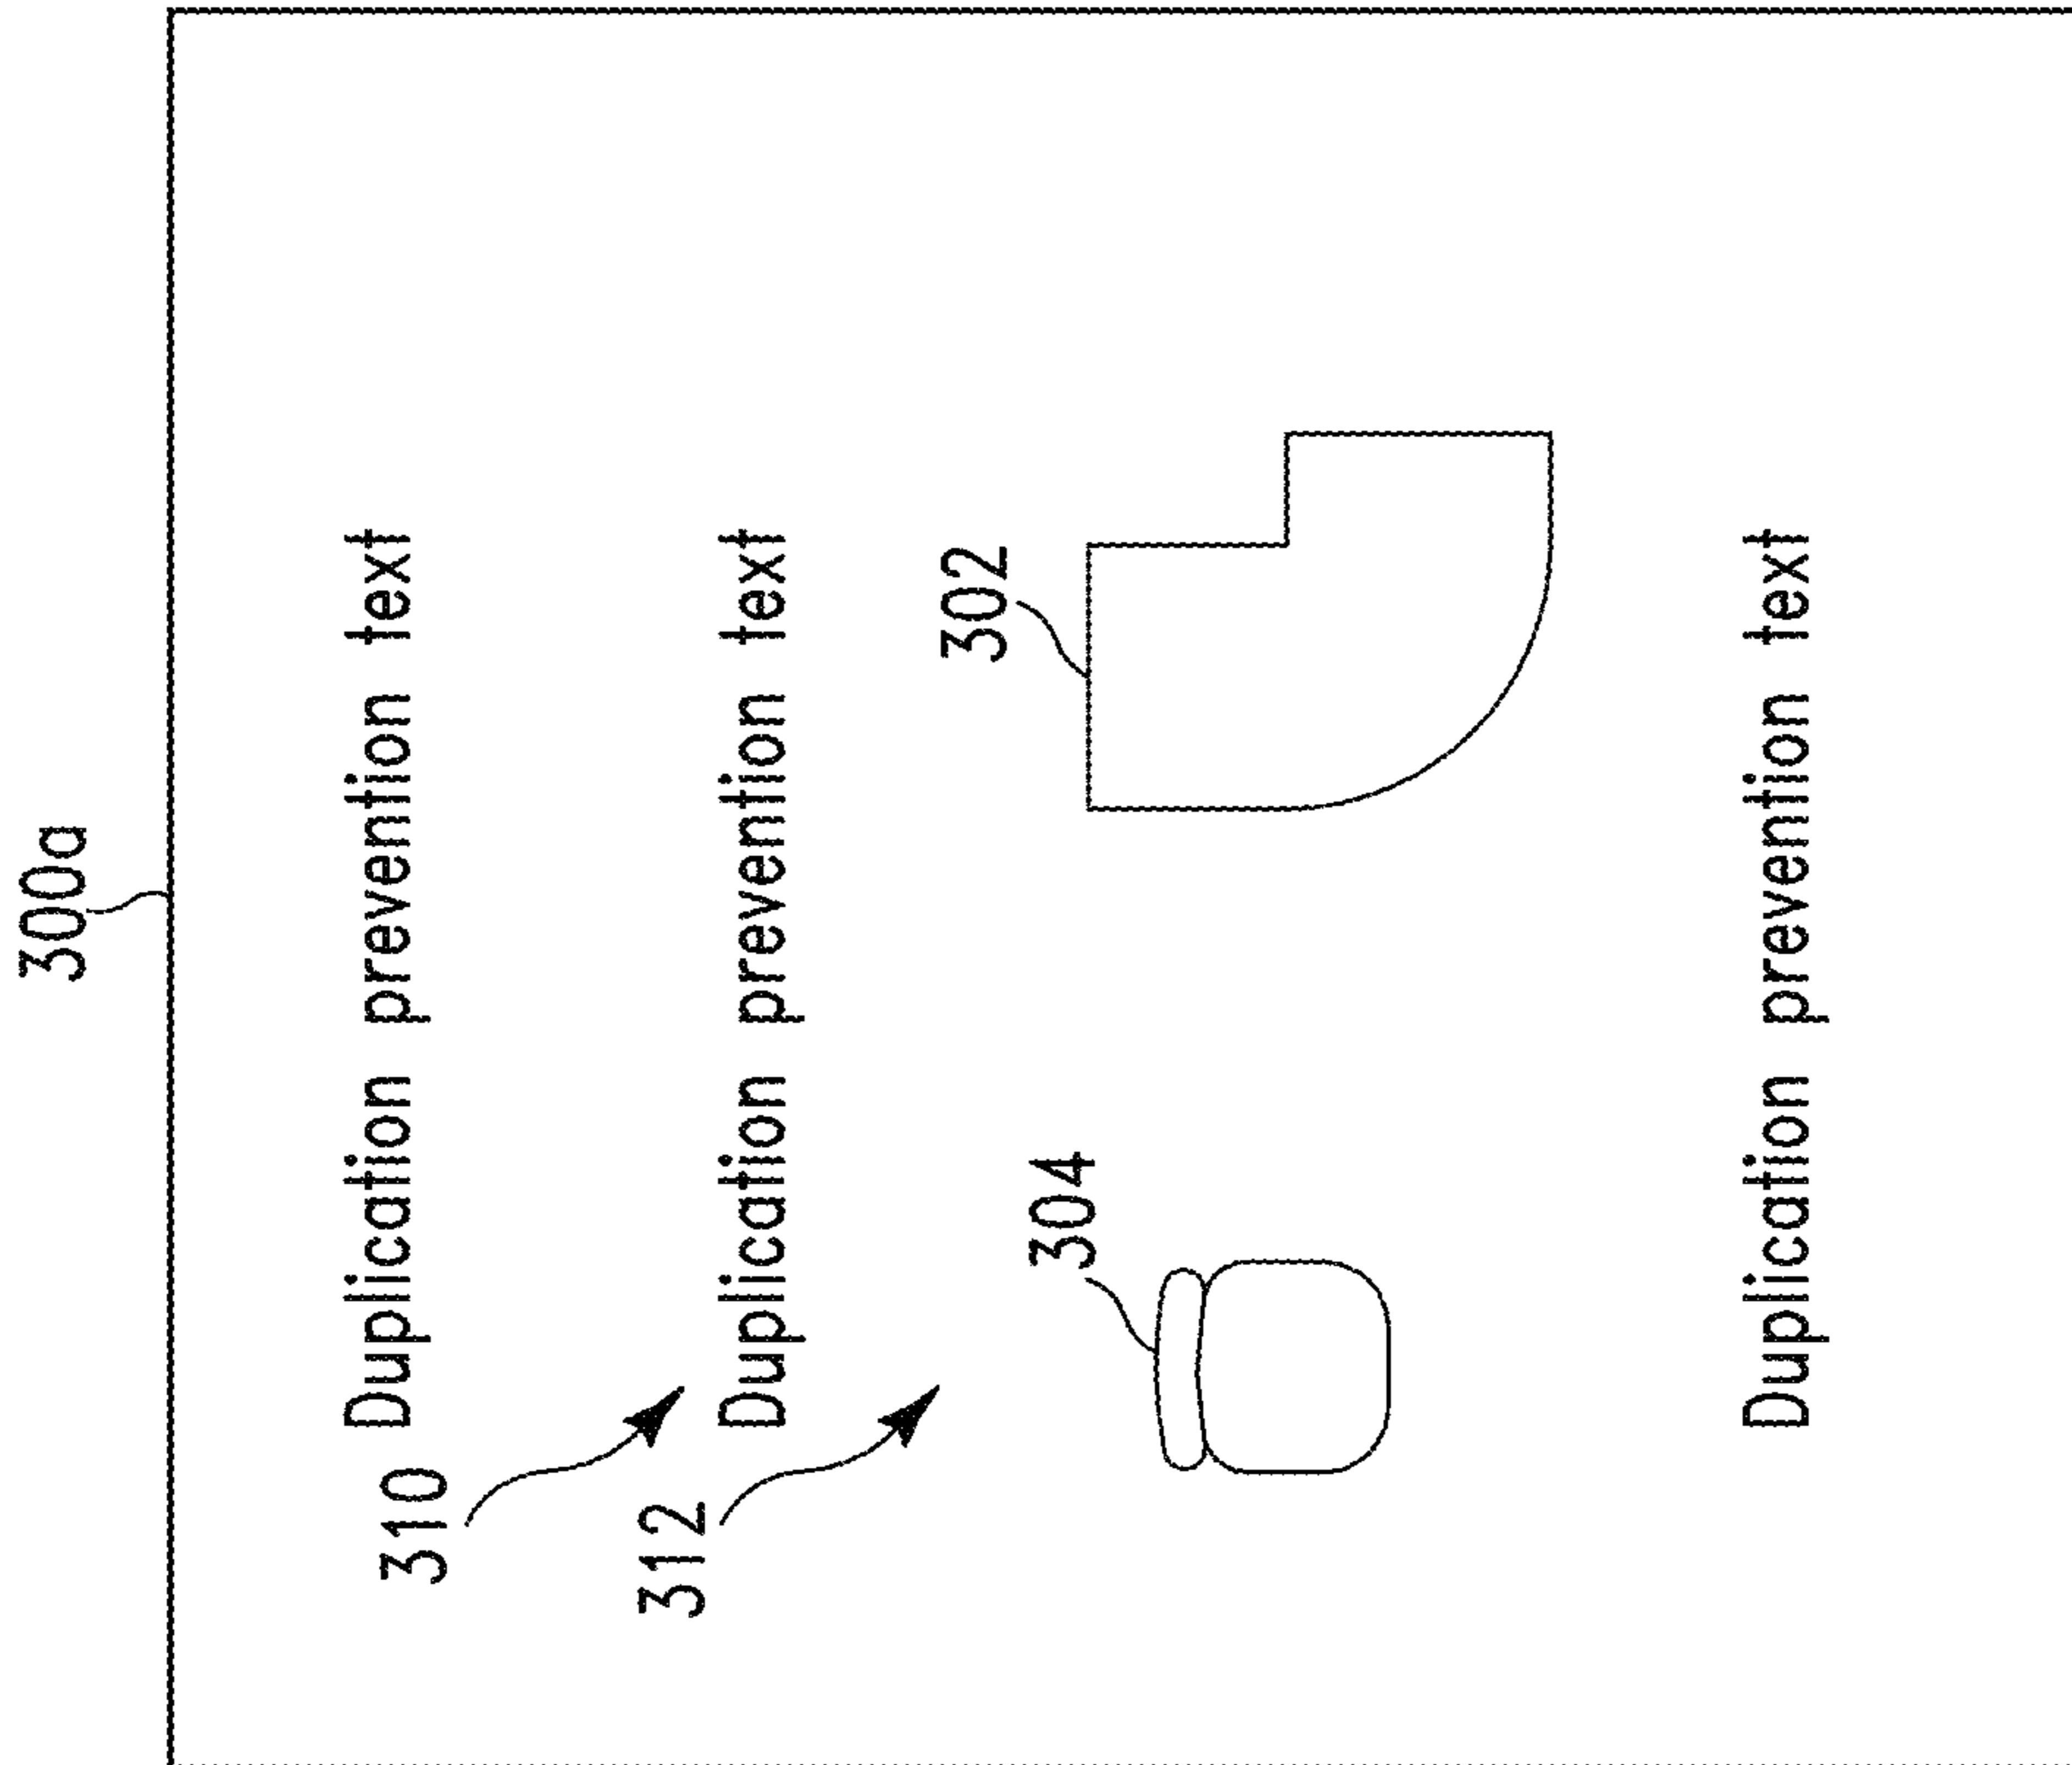 300a
Duplication prevention text
310
Duplication prevention text
312
302
304
Duplication prevention text